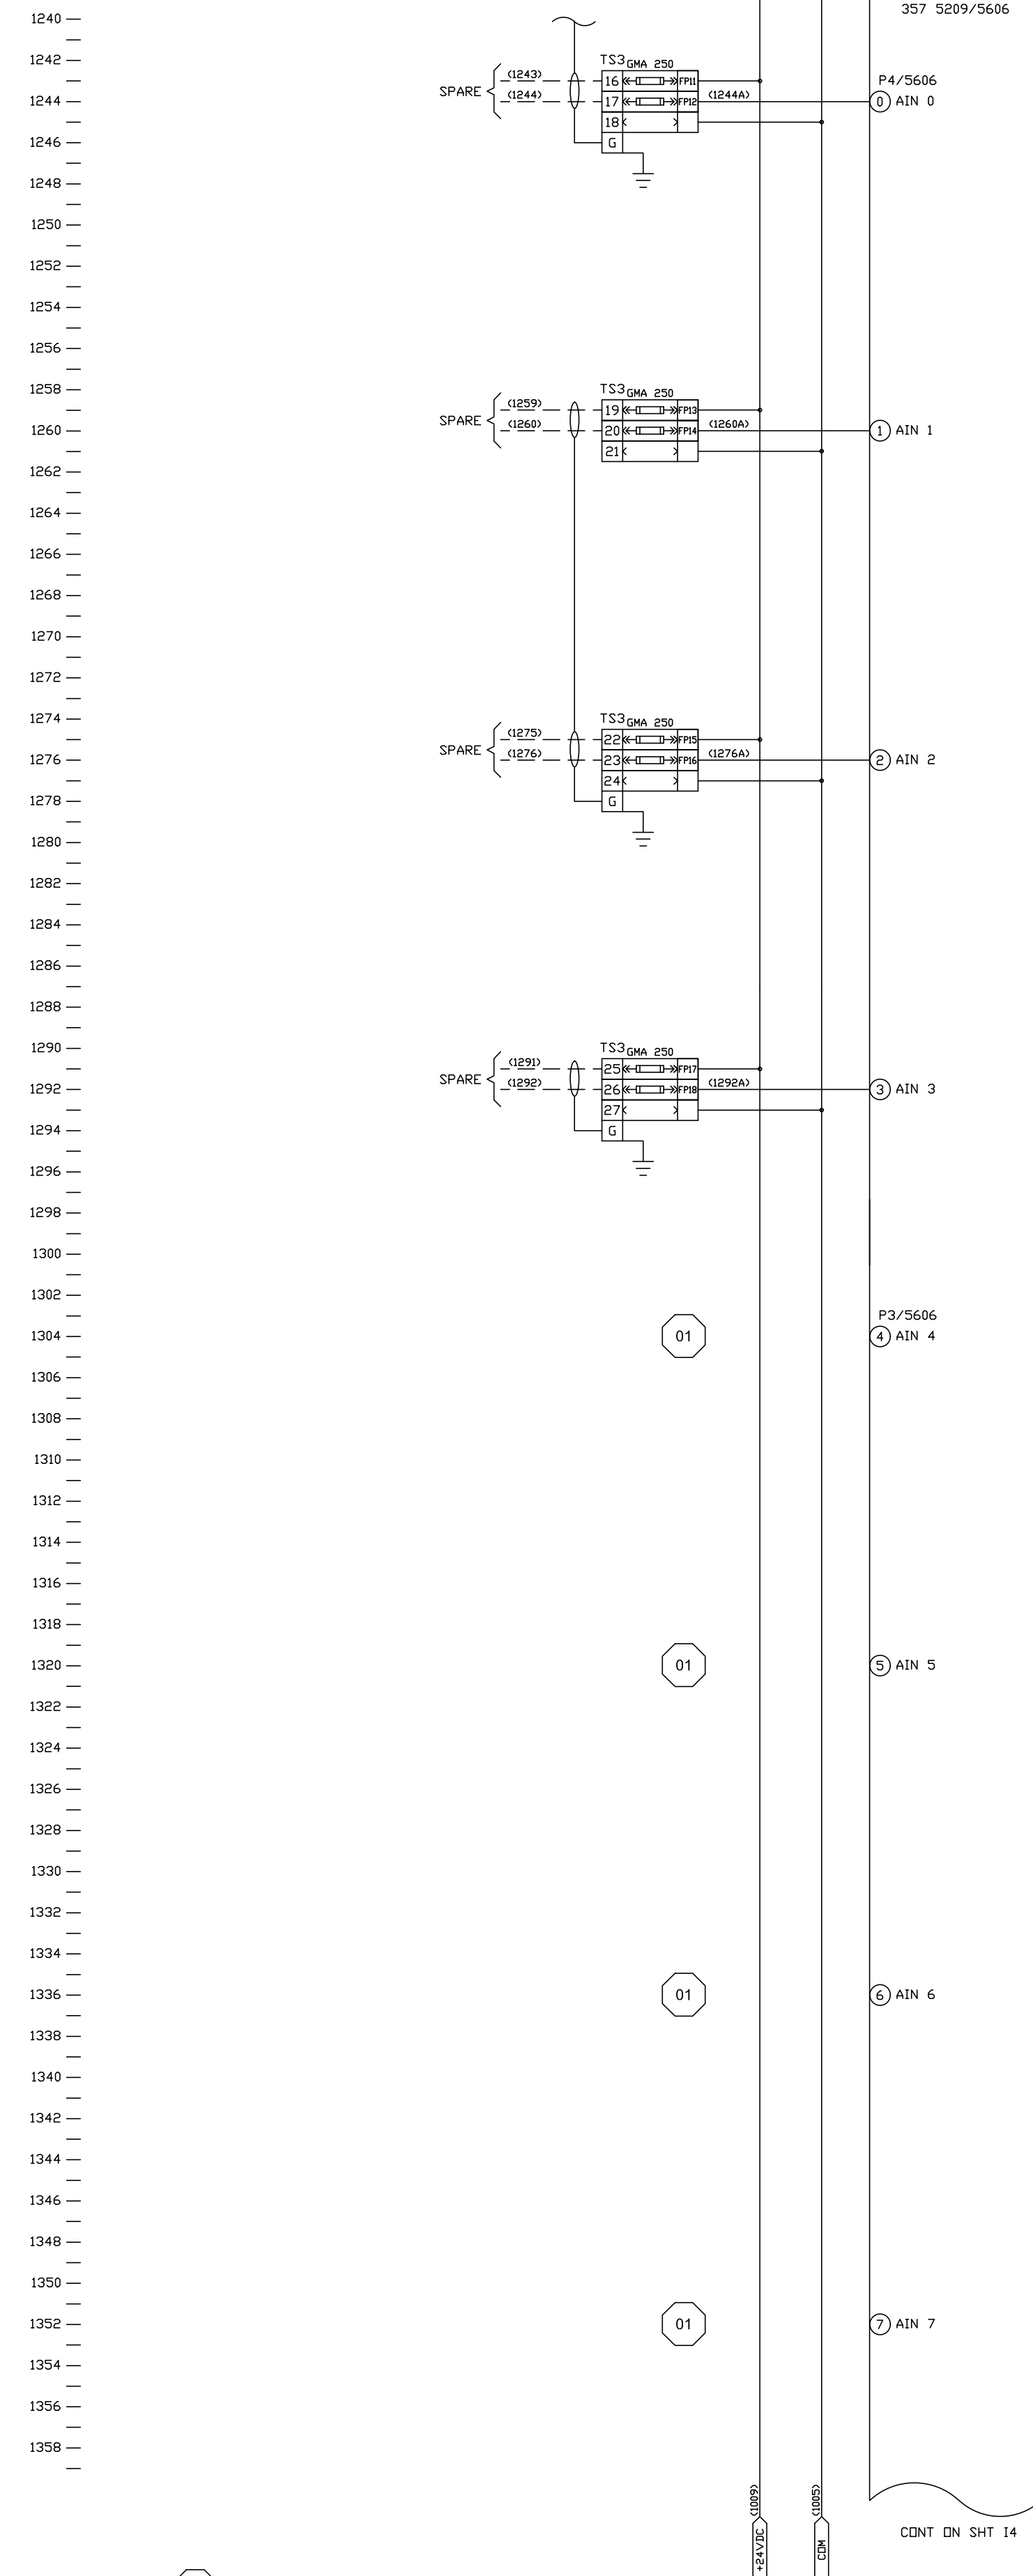 357 5209/5606
1240
1242
TS3 GMA 250
(1243) 16 FP11
P4/5606
SPARE
1244 (1244) 17 FP12 (1244A) 0 AIN 0
18
1246 G
1248
1250
1252
1254
1256
1258
TS3 GMA 250
(1259) 19 FP13
SPARE
1260 (1260) 20 FP14 (1260A) 1 AIN 1
21
1262
1264
1266
1268
1270
1272
1274
TS3 GMA 250
(1275) 22 FP15
SPARE
1276 (1276) 23 FP16 (1276A) 2 AIN 2
24
1278 G
1280
1282
1284
1286
1288
1290
TS3 GMA 250
(1291) 25 FP17
SPARE
1292 (1292) 26 FP18 (1292A) 3 AIN 3
27
1294 G
1296
1298
1300
1302
P3/5606
1304 01 4 AIN 4
1306
1308
1310
1312
1314
1316
1318
1320 01 5 AIN 5
1322
1324
1326
1328
1330
1332
1334
1336 01 6 AIN 6
1338
1340
1342
1344
1346
1348
1350
1352 01 7 AIN 7
1354
1356
1358
(1009)
(1005)
+24VDC
COM
CONT ON SHT I4